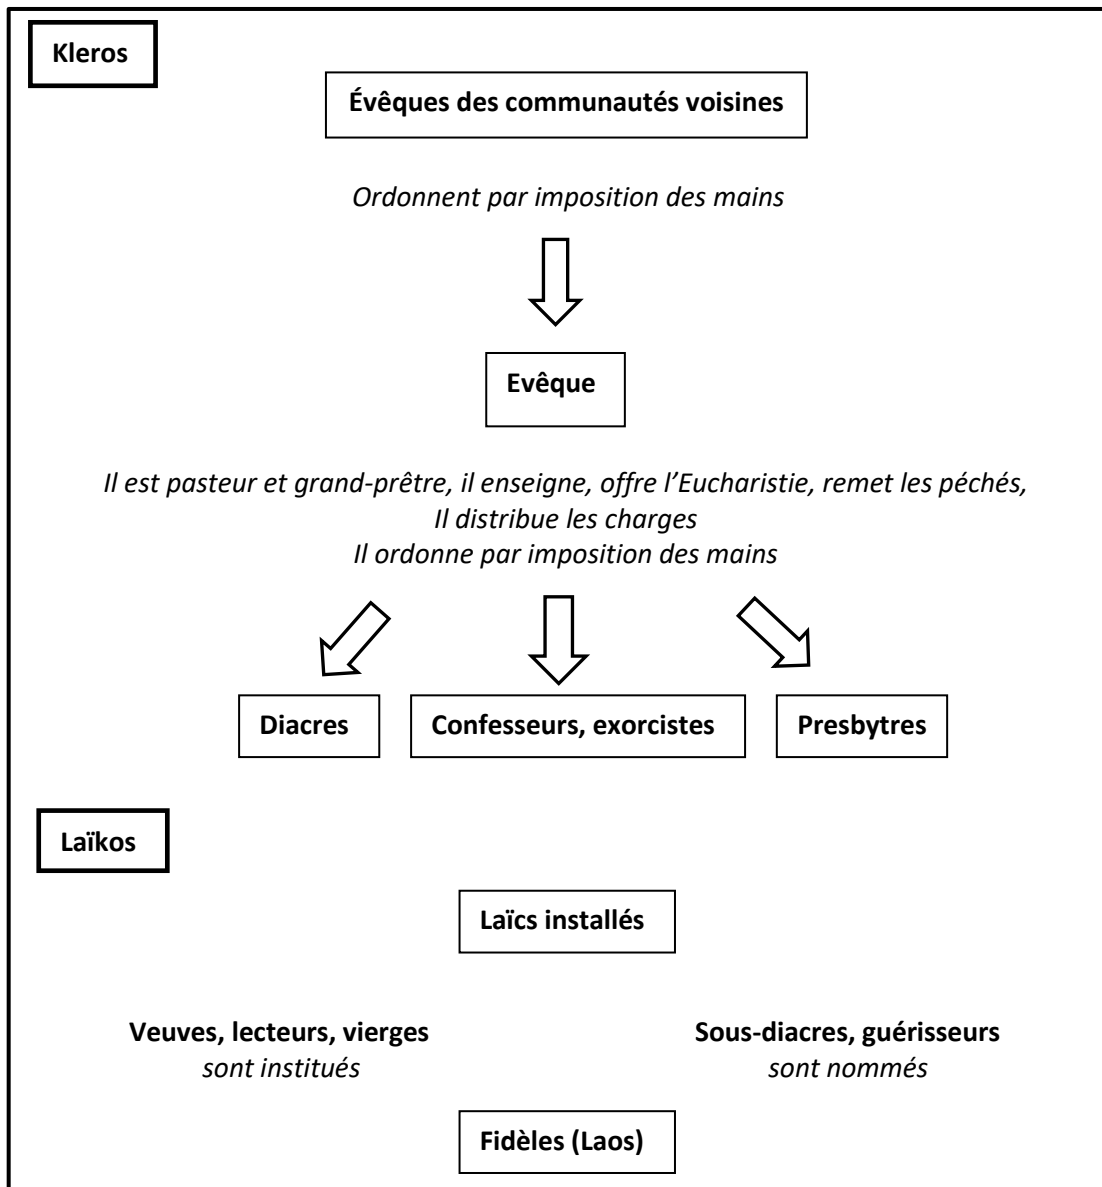 Kleros
Évêques des communautés voisines
Ordonnent par imposition des mains
Evêque
Il est pasteur et grand-prêtre, il enseigne, offre l’Eucharistie, remet les péchés,
Il distribue les charges
Il ordonne par imposition des mains
Diacres
Confesseurs, exorcistes
Presbytres
Laïkos
Laïcs installés
Veuves, lecteurs, vierges
sont institués
Sous-diacres, guérisseurs
sont nommés
Fidèles (Laos)